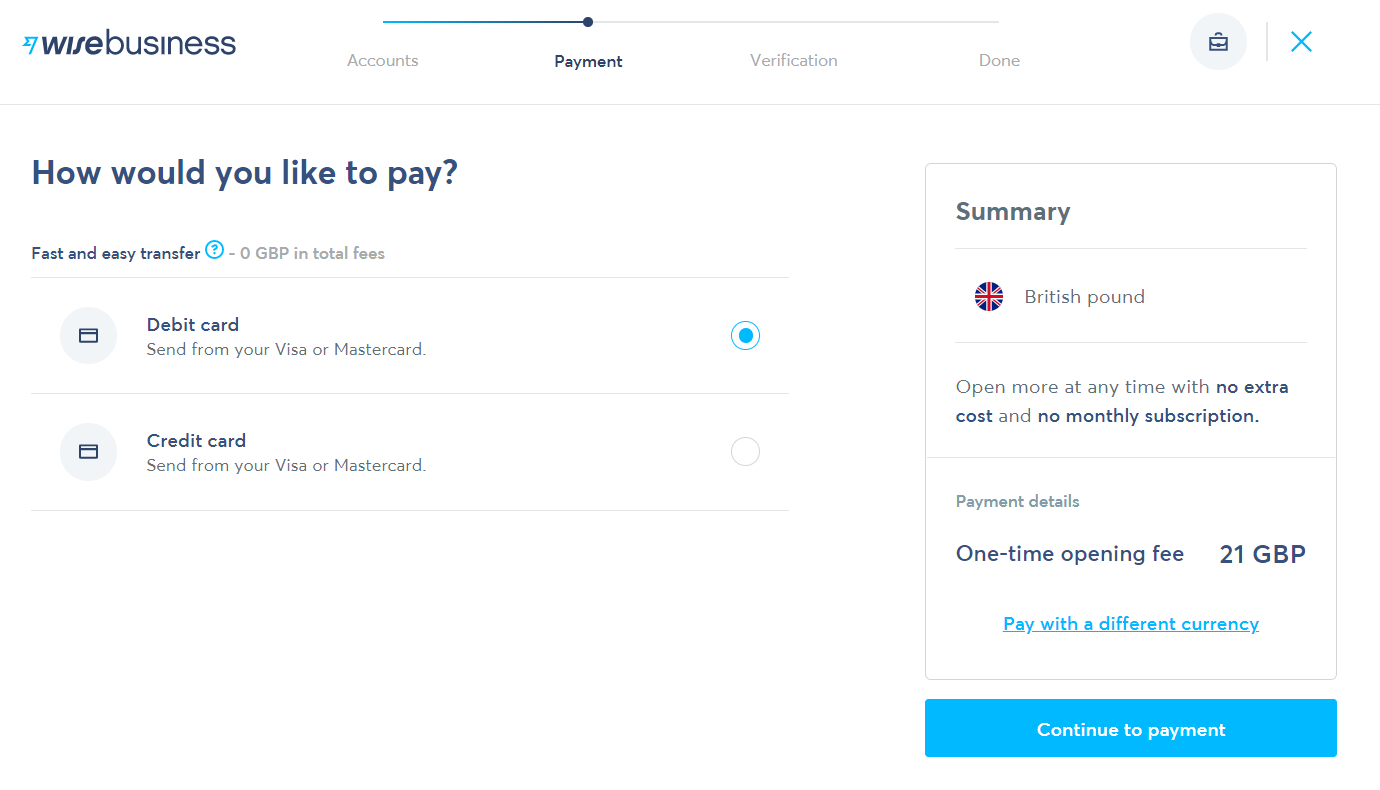 wise business
Accounts
Payment
Verification
Done
How would you like to pay?
Fast and easy transfer ? - 0 GBP in total fees
Debit card
Send from your Visa or Mastercard.
Credit card
Send from your Visa or Mastercard.
Summary
British pound
Open more at any time with no extra
cost and no monthly subscription.
Payment details
One-time opening fee 21 GBP
Pay with a different currency
Continue to payment